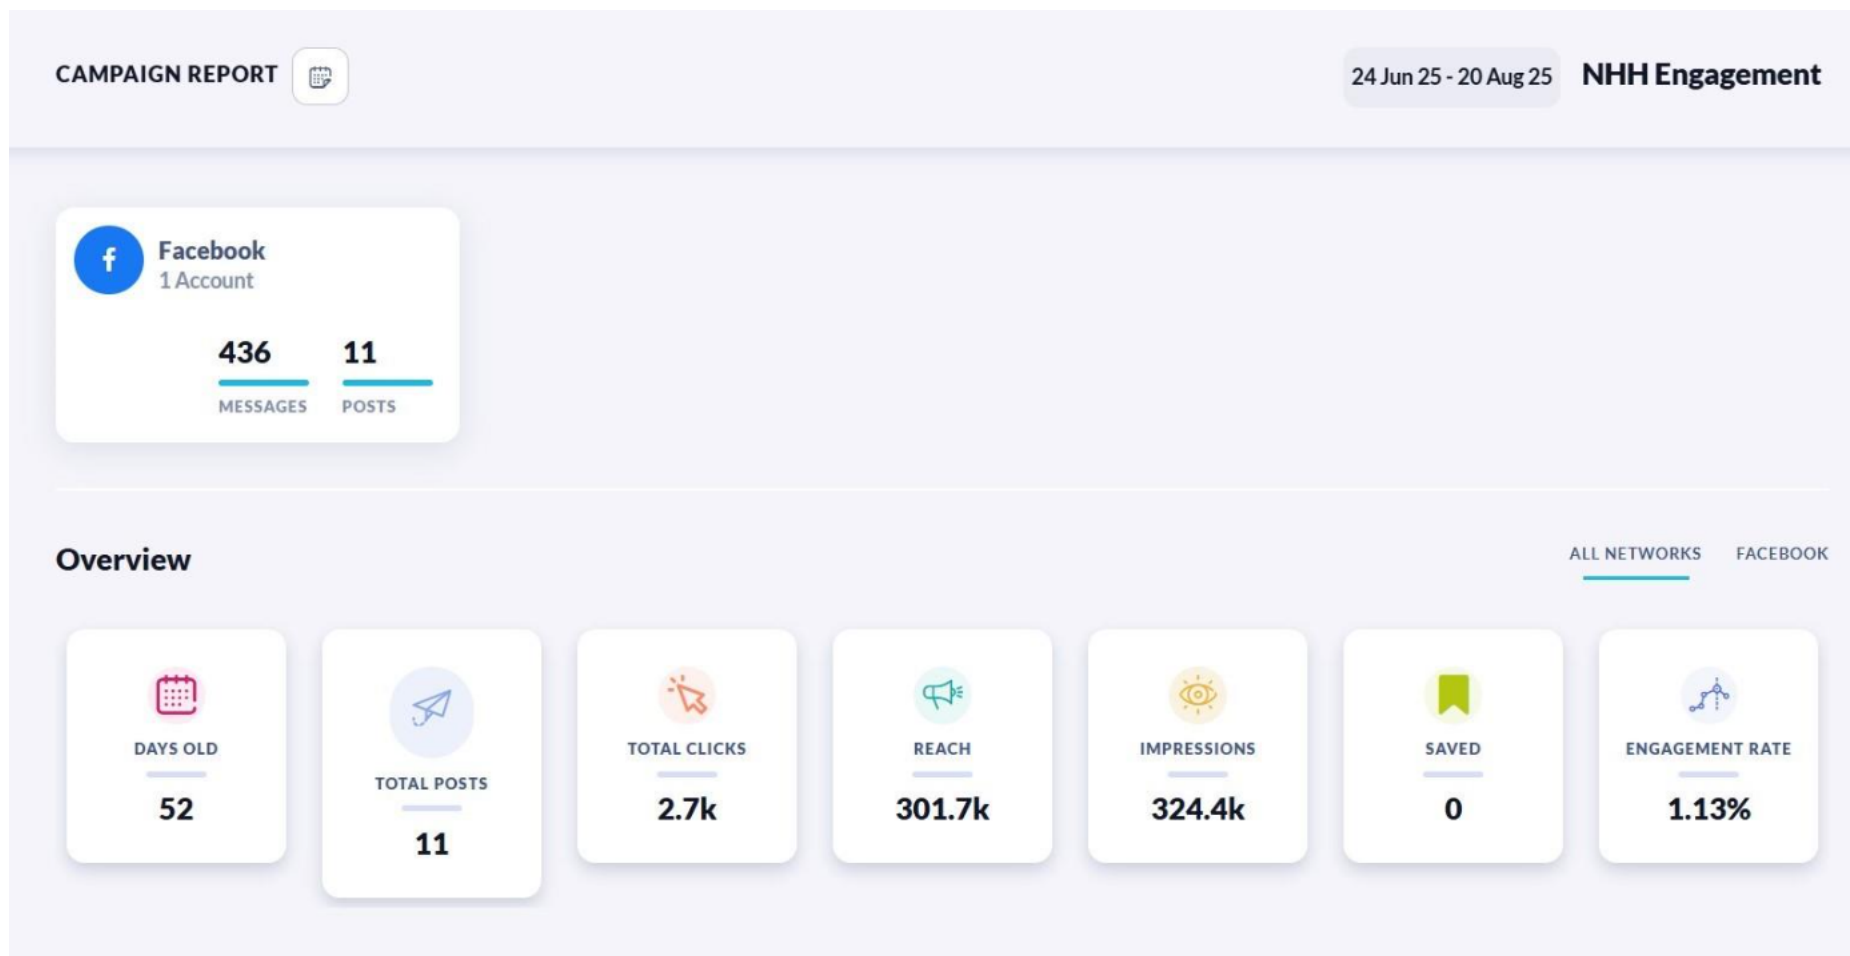 CAMPAIGN REPORT
24 Jun 25 - 20 Aug 25 NHH Engagement
Facebook
1 Account
436 11
MESSAGES POSTS
Overview
ALL NETWORKS FACEBOOK
DAYS OLD
52
TOTAL POSTS
11
TOTAL CLICKS
2.7k
REACH
301.7k
IMPRESSIONS
324.4k
SAVED
0
ENGAGEMENT RATE
1.13%